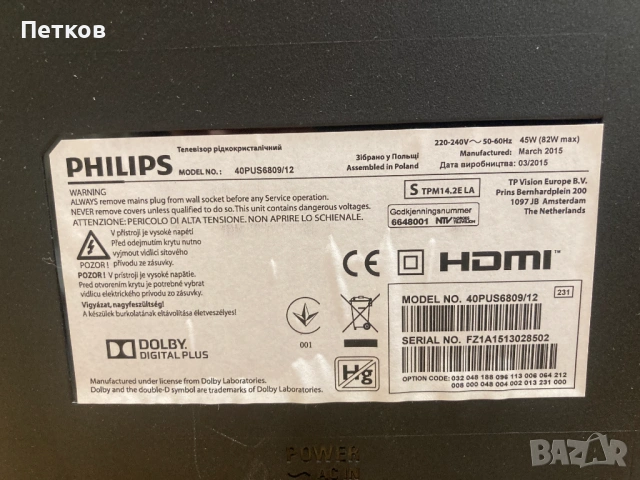 Петков
Телевізор рідкокристалічний
PHILIPS MODEL NO.: 40PUS6809/12
Зібрано у Польщі
Assembled in Poland
220-240V ~ 50-60Hz 45W (82W max)
Manufactured: March 2015
Дата виробництва: 03/2015
WARNING
ALWAYS remove mains plug from wall socket before any Service operation.
NEVER remove covers unless qualified to do so. This unit contains dangerous voltages.
ATTENZIONE: PERICOLO DI ALTA TENSIONE. NON APRIRE LO SCHIENALE.
V přístroji je vysoké napětí
Před odejmutím krytu nutno
vyjmout vidlici síťového
POZOR ! přívodu ze zásuvky.
POZOR ! V prístroji je vysoké napätie.
Pred otvorením krytu je potrebné vybrat
vidlicu elektrického prívodu zo zásuvky.
Vigyázat, nagyfeszültség!
A készülék burkolatának eltávolítása életveszélyes!
S TPM14.2E LA
Godkjenningsnummer
6648001 NTV
TP Vision Europe B.V.
Prins Bernhardplein 200
1097 JB Amsterdam
The Netherlands
CE HDMI™
MODEL NO. 40PUS6809/12 231
SERIAL NO. FZ1A1513028502
OPTION CODE: 032 048 188 096 113 006 064 212
008 000 048 004 002 013 231 000
001
Hg
DOLBY
DIGITAL PLUS
Manufactured under license from Dolby Laboratories.
Dolby and the double-D symbol are trademarks of Dolby Laboratories.
POWER
~ AC IN
BAZAR